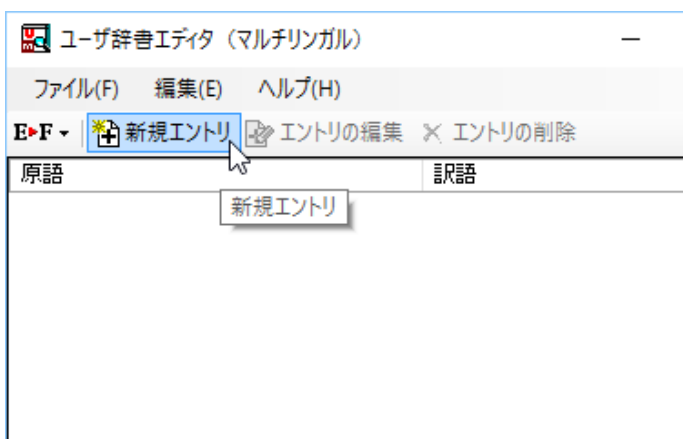 ユーザ辞書エディタ（マルチリンガル）
ファイル(F) 編集(E) ヘルプ(H)
E▸F 新規エントリ エントリの編集 エントリの削除
原語 訳語
新規エントリ